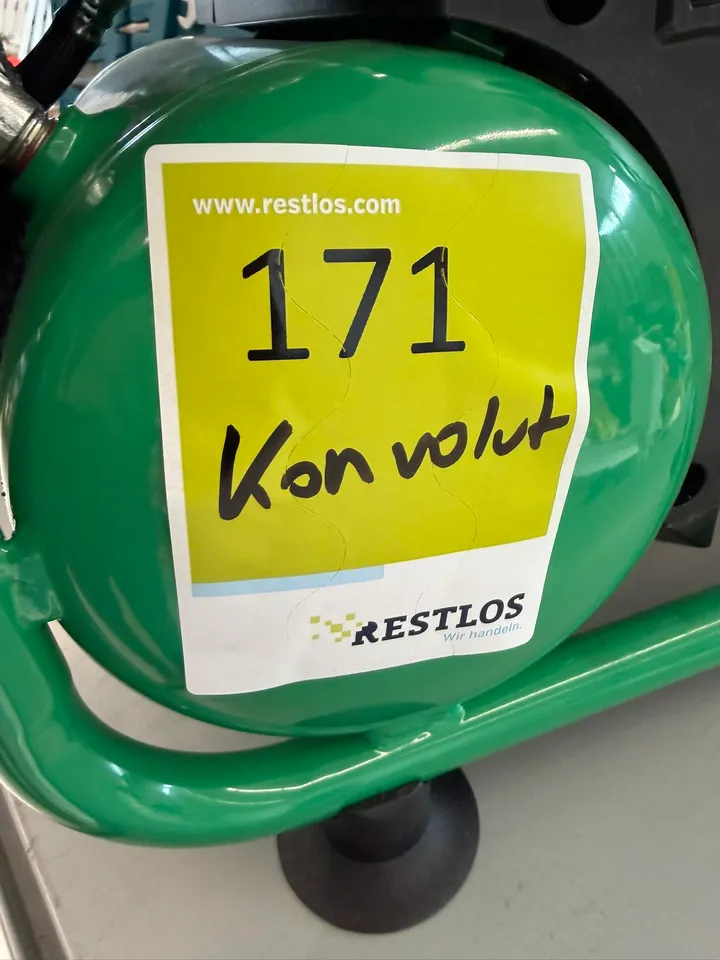 www.restlos.com
171
Konvolut
RESTLOS
Wir handeln.